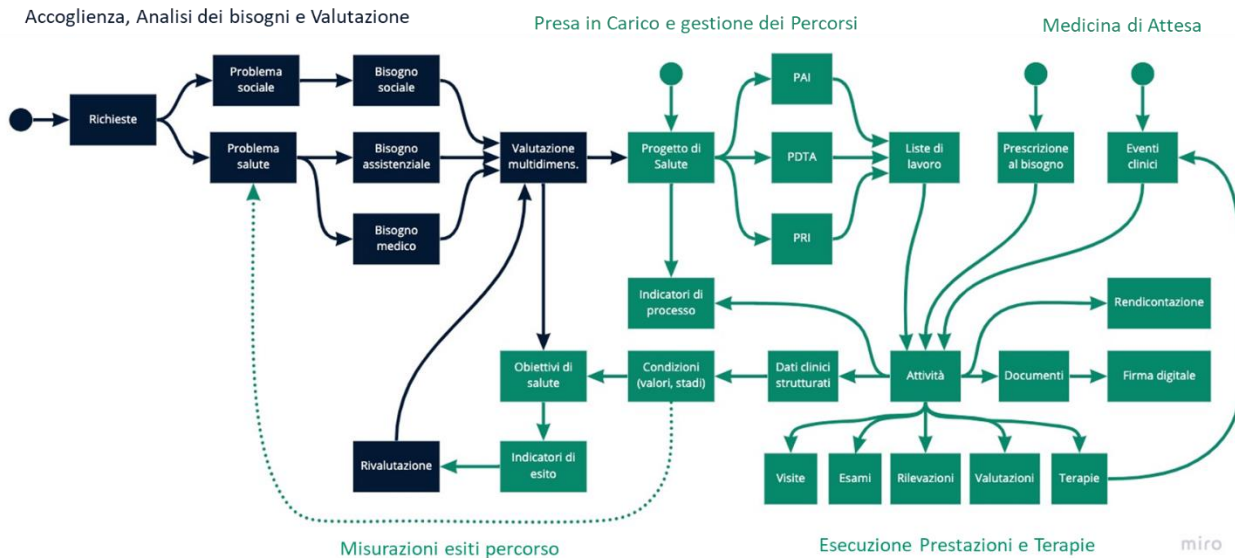 Accoglienza, Analisi dei bisogni e Valutazione
Presa in Carico e gestione dei Percorsi
Medicina di Attesa
Richieste
Problema
sociale
Bisogno
sociale
Problema
salute
Bisogno
assistenziale
Bisogno
medico
Valutazione
multidimens.
Progetto di
Salute
PAI
PDTA
PRI
Liste di
lavoro
Prescrizione
al bisogno
Eventi
clinici
Indicatori di
processo
Rendicontazione
Obiettivi di
salute
Condizioni
(valori, stadi)
Dati clinici
strutturati
Attività
Documenti
Firma digitale
Rivalutazione
Indicatori di
esito
Visite
Esami
Rilevazioni
Valutazioni
Terapie
Misurazioni esiti percorso
Esecuzione Prestazioni e Terapie
miro